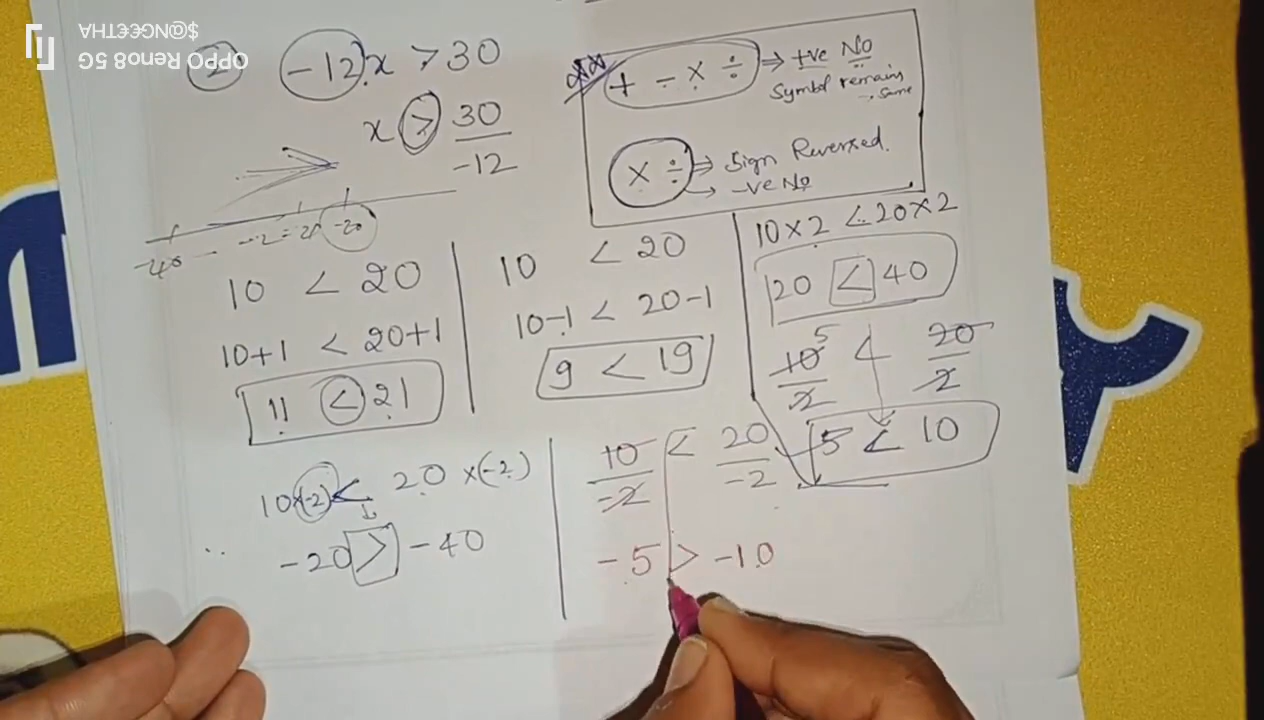 $@NGEETHA
OPPO Reno8 5G
② -12x > 30
x > 30/-12
+ - × ÷ ⇒ +ve No
Symbol remains
→ same
× ÷ ⇒ Sign Reversed.
→ -ve No
-40 -20
10 < 20
10+1 < 20+1
11 < 21
10 < 20
10-1 < 20-1
9 < 19
10×2 < 20×2
20 < 40
10/2 < 20/2
5
5 < 10
10×(-2) < 20×(-2)
-20 > -40
10/-2 < 20/-2
-5 > -10